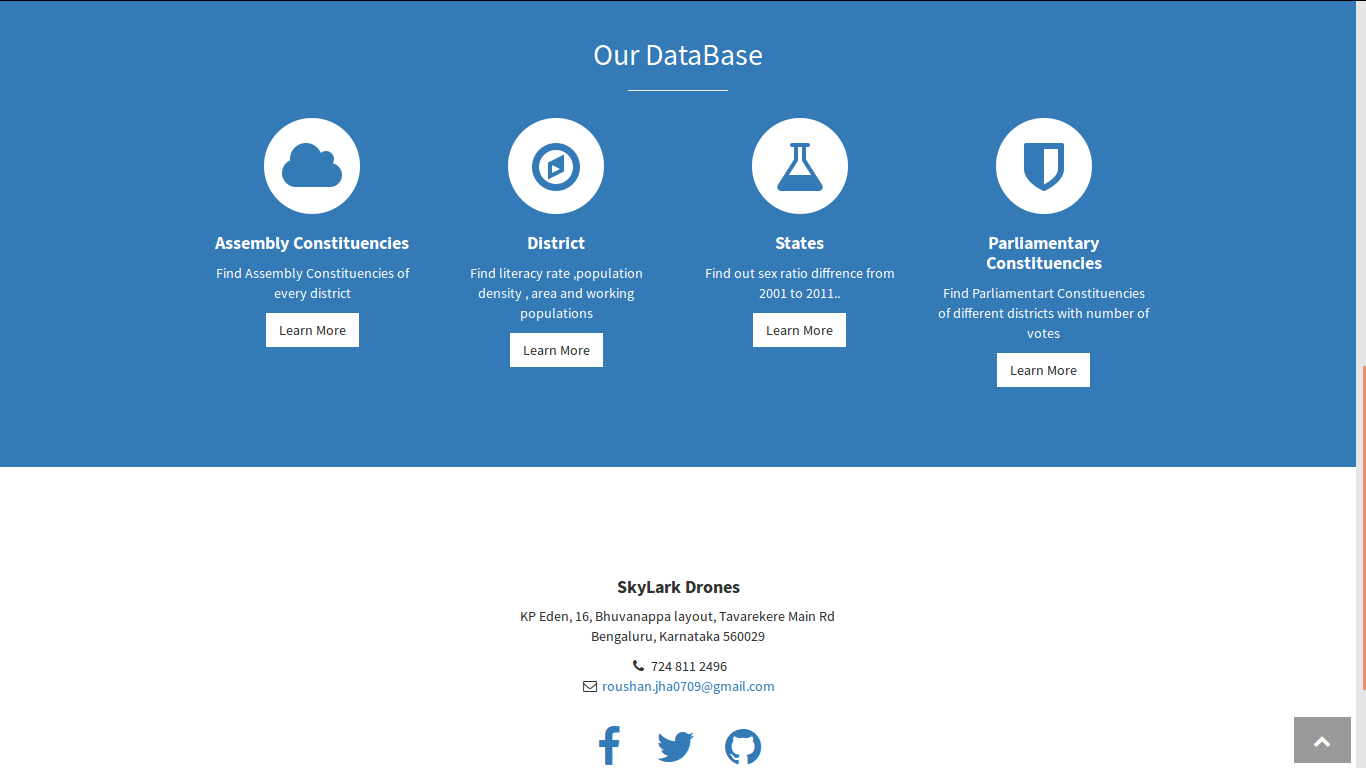 Our DataBase
Assembly Constituencies
Find Assembly Constituencies of
every district
Learn More
District
Find literacy rate ,population
density , area and working
populations
Learn More
States
Find out sex ratio diffrence from
2001 to 2011..
Learn More
Parliamentary
Constituencies
Find Parliamentart Constituencies
of different districts with number of
votes
Learn More
SkyLark Drones
KP Eden, 16, Bhuvanappa layout, Tavarekere Main Rd
Bengaluru, Karnataka 560029
724 811 2496
roushan.jha0709@gmail.com